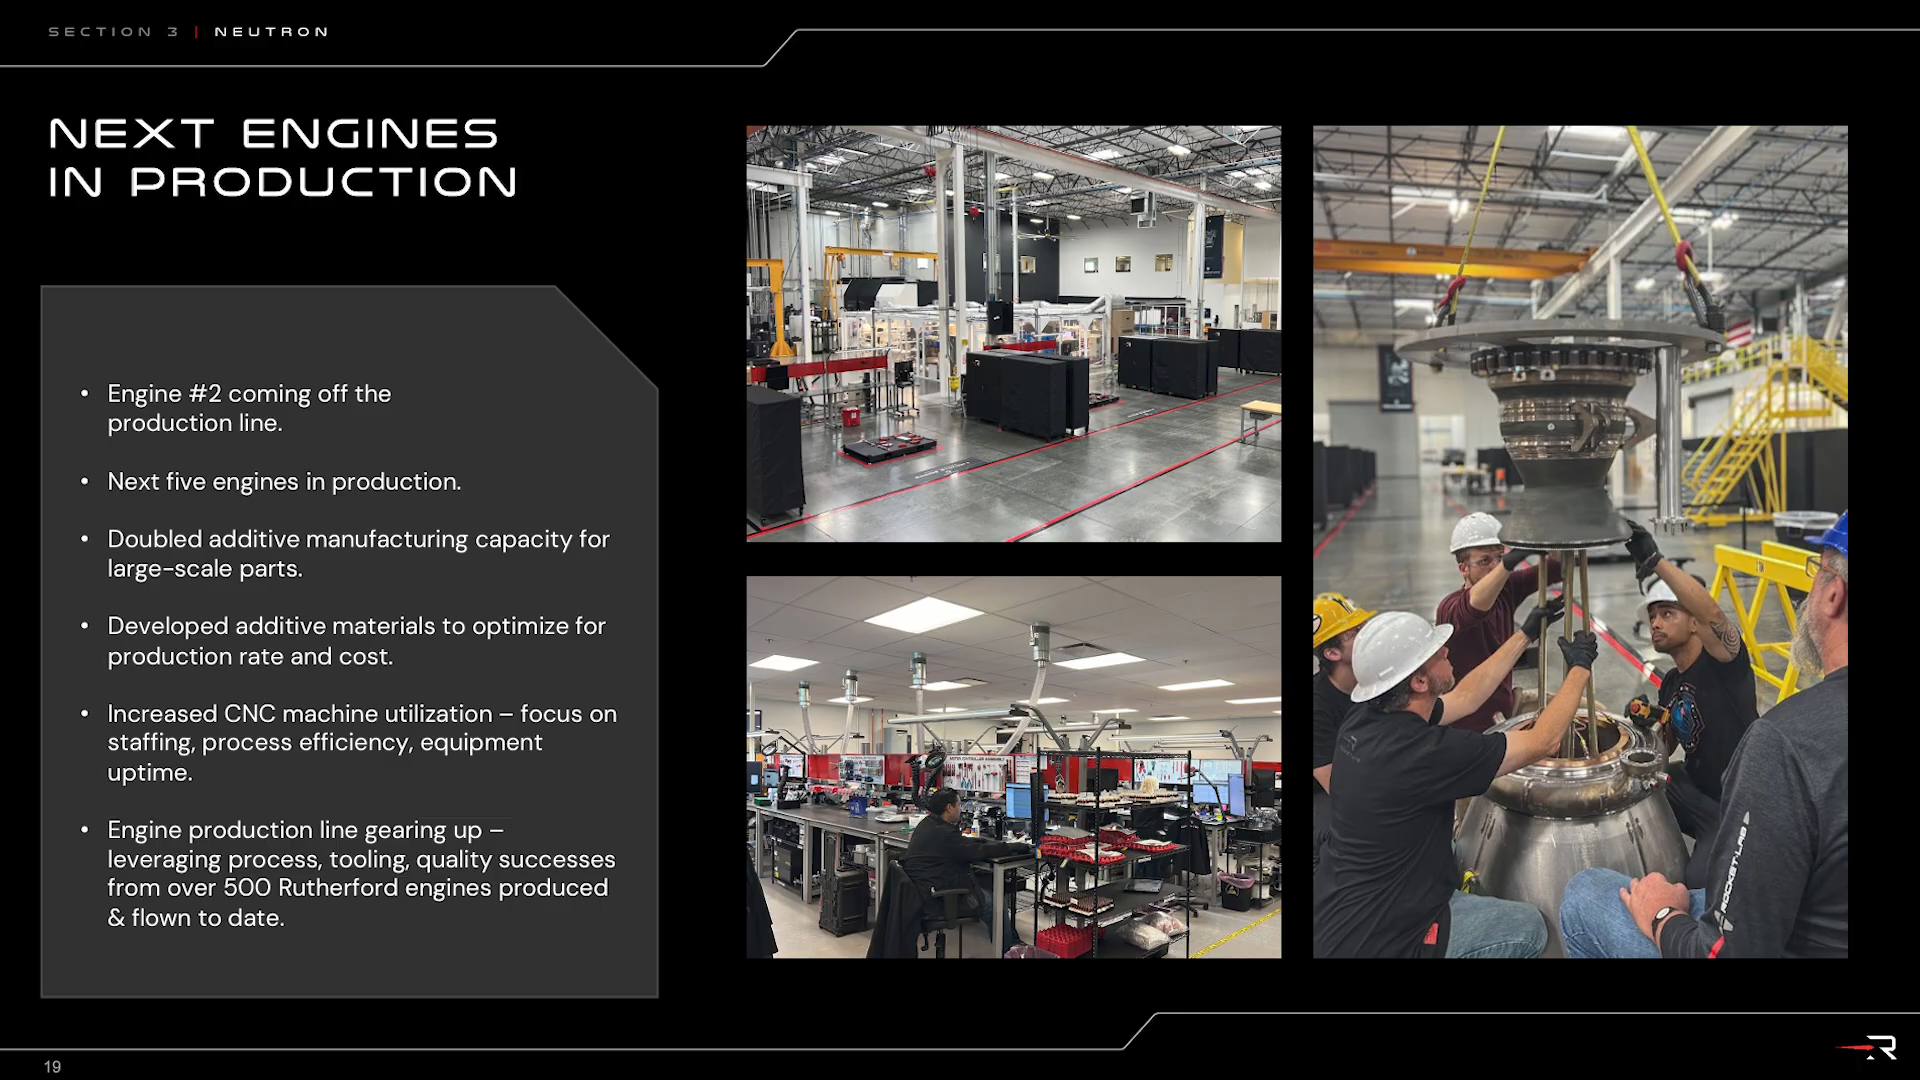 SECTION 3 | NEUTRON
NEXT ENGINES
IN PRODUCTION
• Engine #2 coming off the
production line.
• Next five engines in production.
• Doubled additive manufacturing capacity for
large-scale parts.
• Developed additive materials to optimize for
production rate and cost.
• Increased CNC machine utilization – focus on
staffing, process efficiency, equipment
uptime.
• Engine production line gearing up –
leveraging process, tooling, quality successes
from over 500 Rutherford engines produced
& flown to date.
ROCKET LAB
19